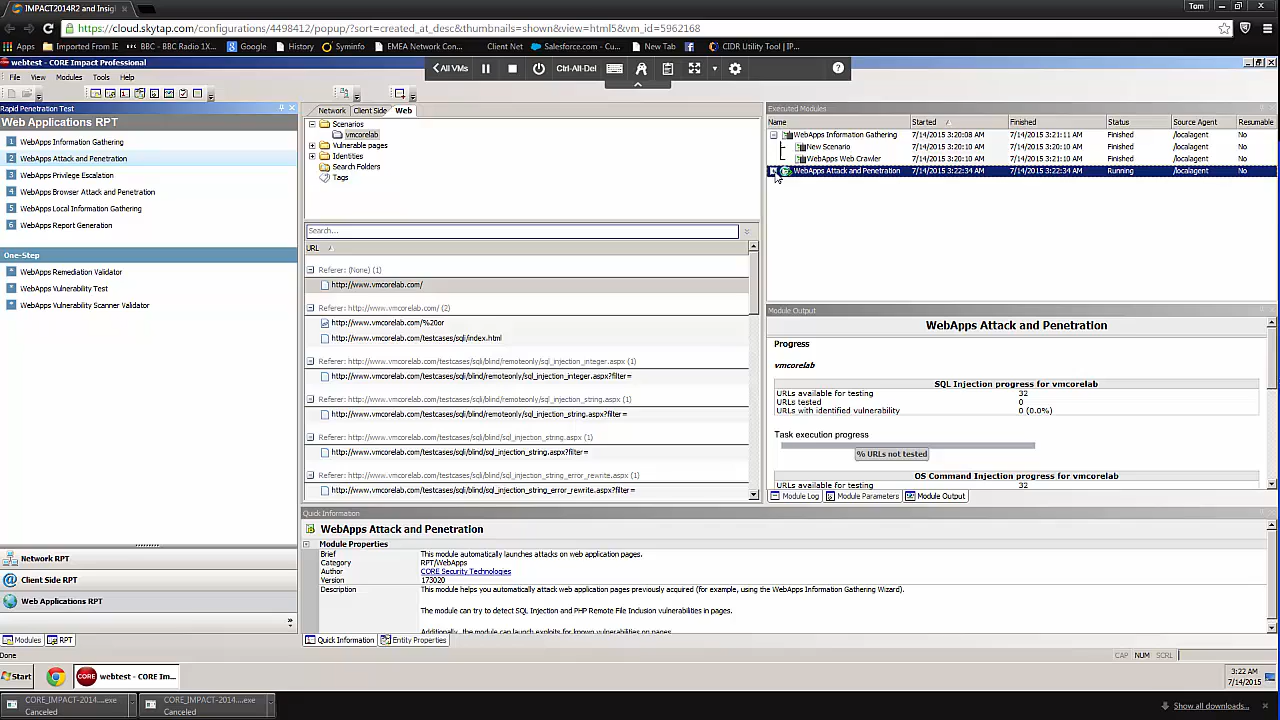 IMPACT2014R2 and Insigh
Tom
https://cloud.skytap.com/configurations/4498412/popup/?sort=created_at_desc&thumbnails=shown&view=html5&vm_id=5962168
Apps
Imported From IE
BBC - BBC Radio 1X...
Google
History
Syminfo
EMEA Network Con...
Client Net
Salesforce.com - Cu...
New Tab
CIDR Utility Tool | IP...
webtest - CORE Impact Professional
All VMs
Ctrl-Alt-Del
File View Modules Tools Help
Rapid Penetration Test
Web Applications RPT
1 WebApps Information Gathering
2 WebApps Attack and Penetration
3 WebApps Privilege Escalation
4 WebApps Browser Attack and Penetration
5 WebApps Local Information Gathering
6 WebApps Report Generation
One-Step
WebApps Remediation Validator
WebApps Vulnerability Test
WebApps Vulnerability Scanner Validator
Network RPT
Client Side RPT
Web Applications RPT
Modules RPT
Network Client Side Web
Scenarios
vmcorelab
Vulnerable pages
Identities
Search Folders
Tags
Search...
URL
Referer: (None) (1)
http://www.vmcorelab.com/
Referer: http://www.vmcorelab.com/ (2)
http://www.vmcorelab.com/%20or
http://www.vmcorelab.com/testcases/sqli/index.html
Referer: http://www.vmcorelab.com/testcases/sqli/blind/remoteonly/sql_injection_integer.aspx (1)
http://www.vmcorelab.com/testcases/sqli/blind/remoteonly/sql_injection_integer.aspx?filter=
Referer: http://www.vmcorelab.com/testcases/sqli/blind/remoteonly/sql_injection_string.aspx (1)
http://www.vmcorelab.com/testcases/sqli/blind/remoteonly/sql_injection_string.aspx?filter=
Referer: http://www.vmcorelab.com/testcases/sqli/blind/sql_injection_string.aspx (1)
http://www.vmcorelab.com/testcases/sqli/blind/sql_injection_string.aspx?filter=
Referer: http://www.vmcorelab.com/testcases/sqli/blind/sql_injection_string_error_rewrite.aspx (1)
http://www.vmcorelab.com/testcases/sqli/blind/sql_injection_string_error_rewrite.aspx?filter=
Executed Modules
Name Started Finished Status Source Agent Resumable
WebApps Information Gathering 7/14/2015 3:20:08 AM 7/14/2015 3:21:11 AM Finished /localagent No
New Scenario 7/14/2015 3:20:10 AM 7/14/2015 3:20:10 AM Finished /localagent No
WebApps Web Crawler 7/14/2015 3:20:10 AM 7/14/2015 3:21:10 AM Finished /localagent No
WebApps Attack and Penetration 7/14/2015 3:22:34 AM 7/14/2015 3:22:34 AM Running /localagent No
Module Output
WebApps Attack and Penetration
Progress
vmcorelab
SQL Injection progress for vmcorelab
URLs available for testing 32
URLs tested 0
URLs with identified vulnerability 0 (0.0%)
Task execution progress
% URLs not tested
OS Command Injection progress for vmcorelab
URLs available for testing 32
Module Log Module Parameters Module Output
Quick Information
WebApps Attack and Penetration
Module Properties
Brief This module automatically launches attacks on web application pages.
Category RPT/WebApps
Author CORE Security Technologies
Version 173020
Description This module helps you automatically attack web application pages previously acquired (for example, using the WebApps Information Gathering Wizard).
The module can try to detect SQL Injection and PHP Remote File Inclusion vulnerabilities in pages.
Additionally, the module can launch exploits for known vulnerabilities on pages.
Quick Information Entity Properties
Done
CAP NUM SCRL
Start
CORE webtest - CORE Im...
3:22 AM
7/14/2015
CORE_IMPACT-2014....exe
Canceled
CORE_IMPACT-2014....exe
Canceled
Show all downloads...